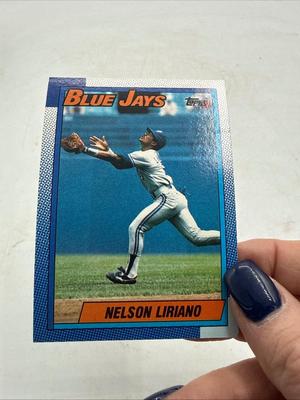 BLUE JAYS
TOPPS
NELSON LIRIANO